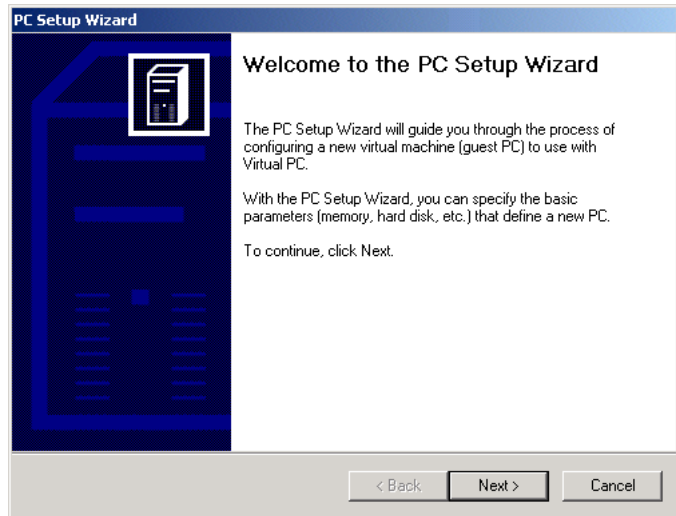 PC Setup Wizard
Welcome to the PC Setup Wizard
The PC Setup Wizard will guide you through the process of
configuring a new virtual machine (guest PC) to use with
Virtual PC.
With the PC Setup Wizard, you can specify the basic
parameters (memory, hard disk, etc.) that define a new PC.
To continue, click Next.
< Back
Next >
Cancel